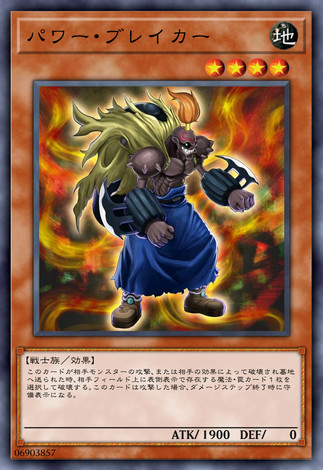 パワー・ブレイカー
地
【戦士族／効果】
このカードが相手モンスターの攻撃、または相手の効果によって破壊され墓地
へ送られた時、相手フィールド上に表側表示で存在する魔法・罠カード１枚を
選択して破壊する。このカードは攻撃した場合、ダメージステップ終了時に守
備表示になる。
ATK/ 1900 DEF/ 0
06903857